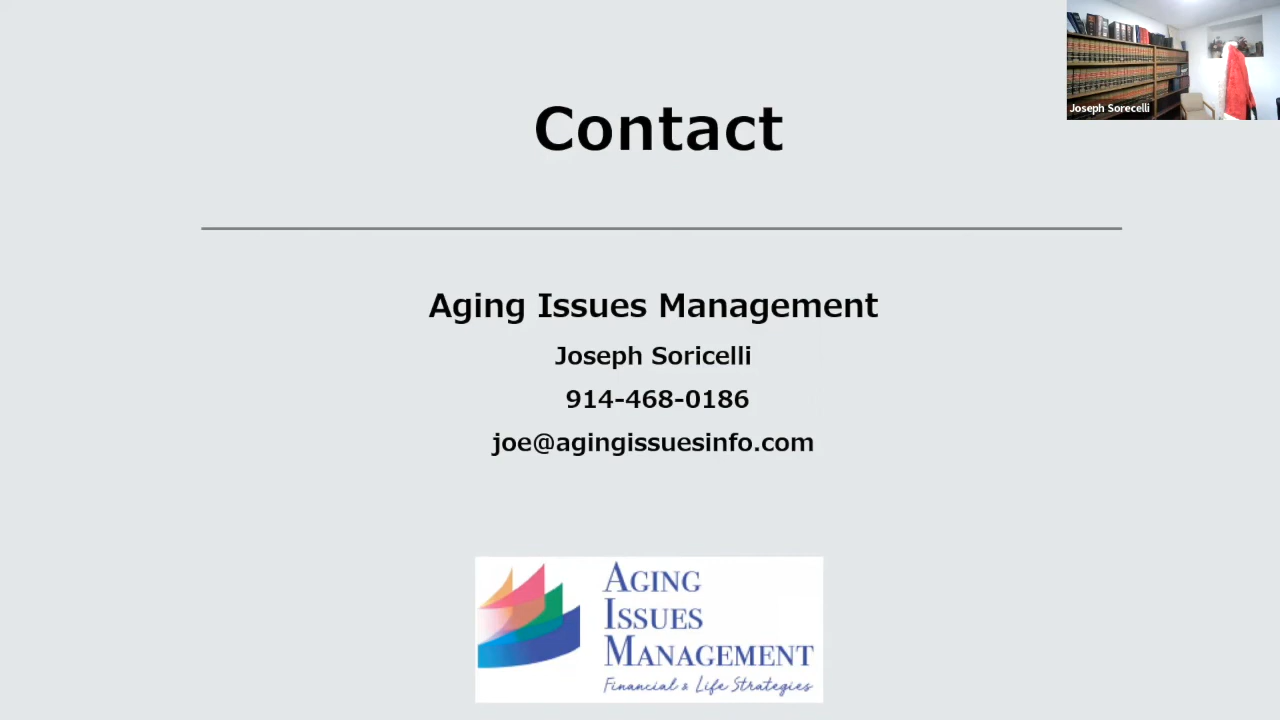 Contact
Joseph Sorecelli
Aging Issues Management
Joseph Soricelli
914-468-0186
joe@agingissuesinfo.com
AGING
ISSUES
MANAGEMENT
Financial & Life Strategies